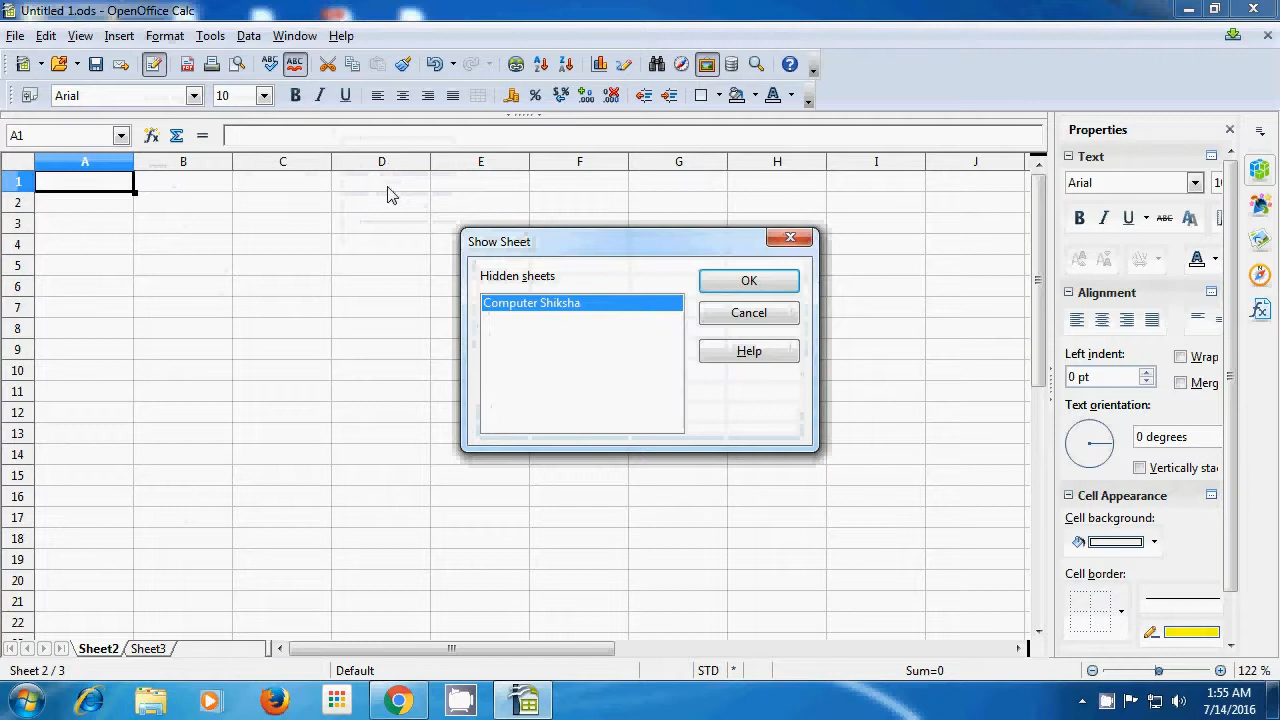 Untitled 1.ods - OpenOffice Calc
File Edit View Insert Format Tools Data Window Help
Arial 10
A1
A B C D E F G H I J
1
2
3
4
5
6
7
8
9
10
11
12
13
14
15
16
17
18
19
20
21
22
Show Sheet
Hidden sheets
Computer Shiksha
OK
Cancel
Help
Properties
Text
Arial
Alignment
Left indent:
Wrap
0 pt
Merg
Text orientation:
0 degrees
Vertically sta
Cell Appearance
Cell background:
Cell border:
Sheet2 Sheet3
Sheet 2 / 3 Default STD * Sum=0 122 %
1:55 AM
7/14/2016